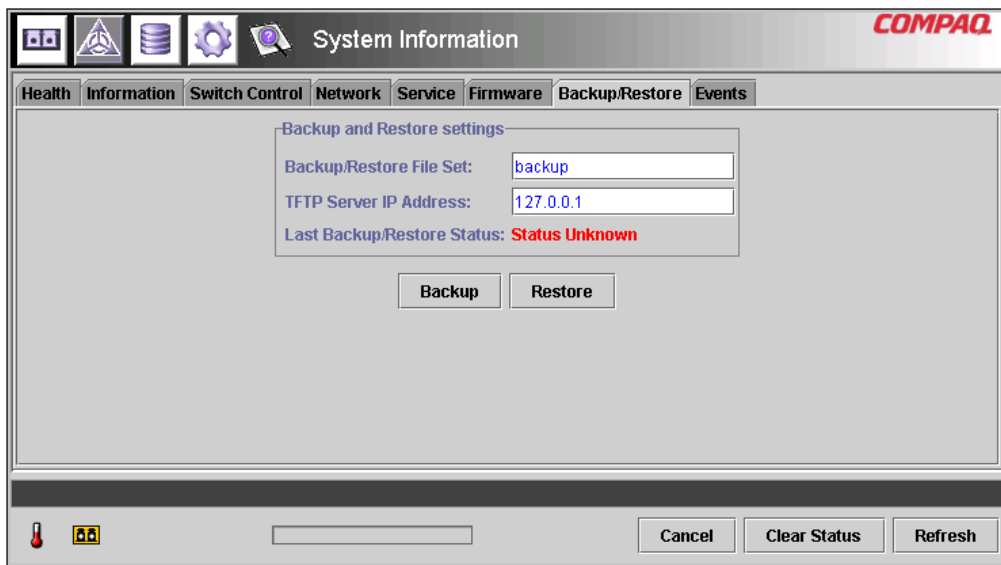 System Information
COMPAQ
Health Information Switch Control Network Service Firmware Backup/Restore Events
Backup and Restore settings
Backup/Restore File Set: backup
TFTP Server IP Address: 127.0.0.1
Last Backup/Restore Status: Status Unknown
Backup Restore
Cancel Clear Status Refresh